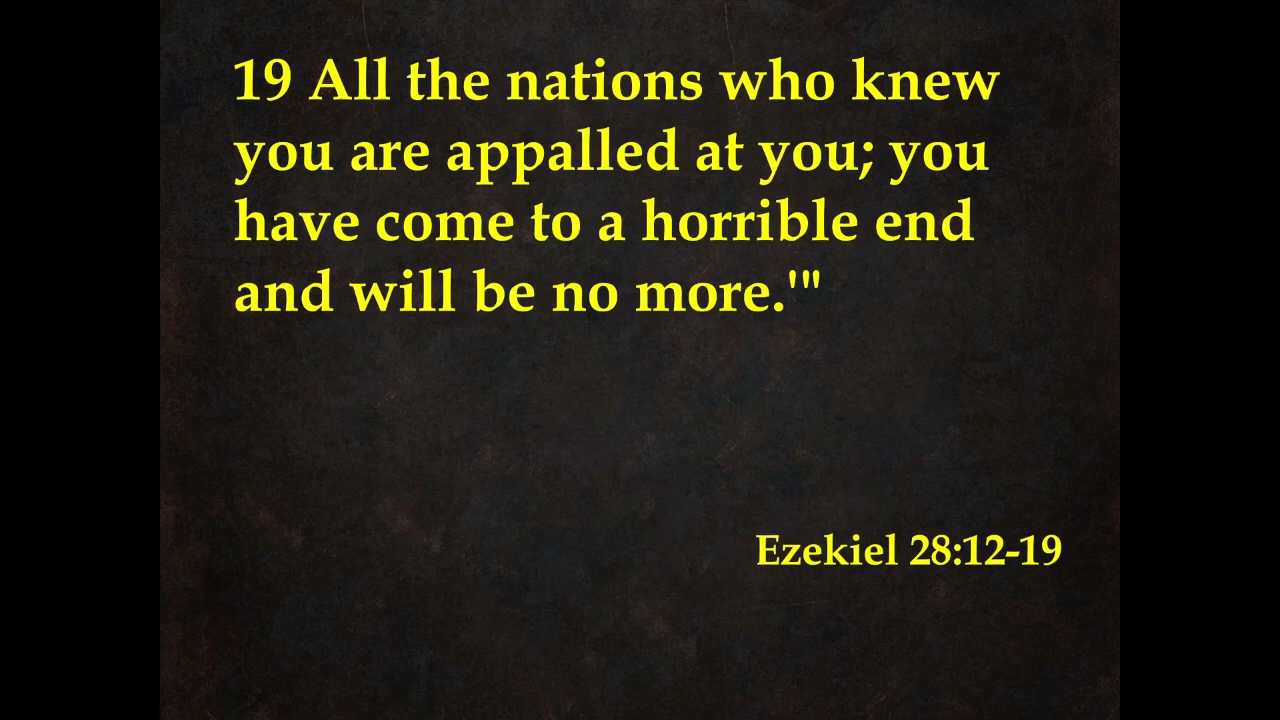 19 All the nations who knew
you are appalled at you; you
have come to a horrible end
and will be no more.'"
Ezekiel 28:12-19